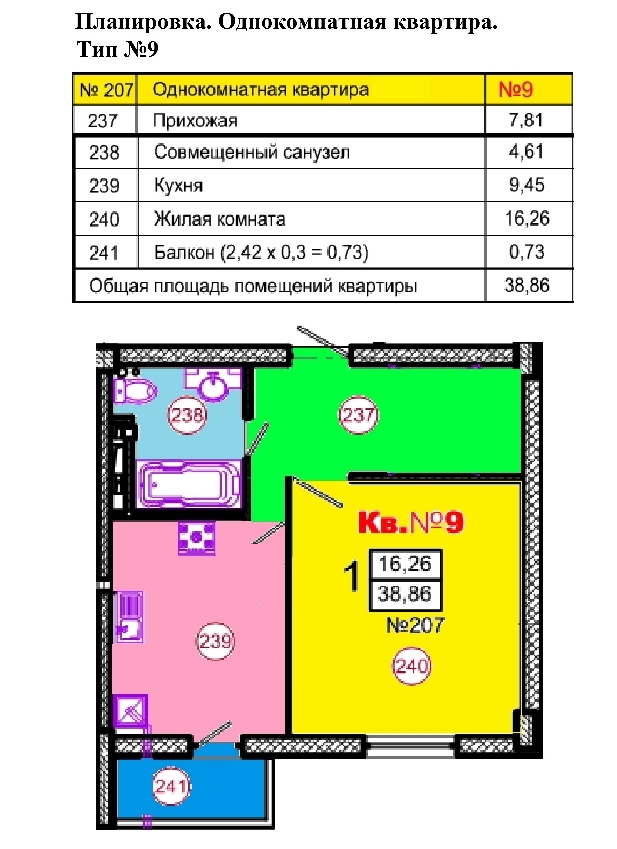 Планировка. Однокомнатная квартира.
Тип №9
№ 207 Однокомнатная квартира №9
237 Прихожая 7,81
238 Совмещенный санузел 4,61
239 Кухня 9,45
240 Жилая комната 16,26
241 Балкон (2,42 x 0,3 = 0,73) 0,73
Общая площадь помещений квартиры 38,86
238
237
Кв.№9
1
16,26
38,86
№207
239
240
241